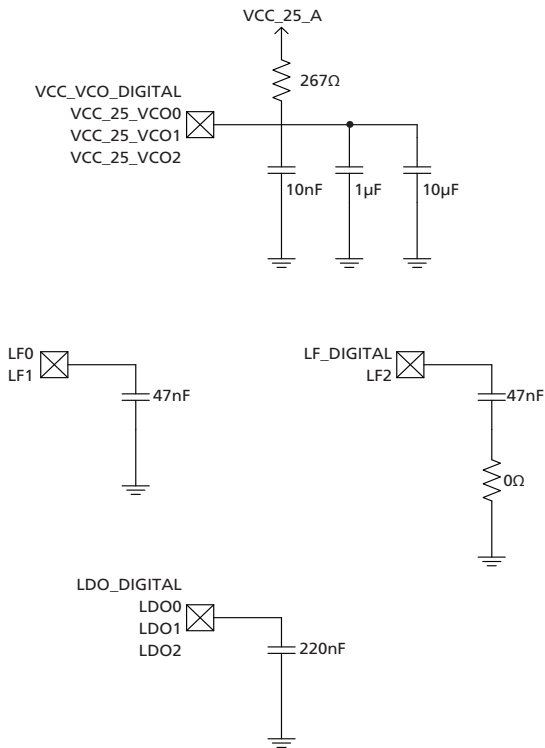 VCC_25_A
267Ω
VCC_VCO_DIGITAL
VCC_25_VCO0
VCC_25_VCO1
VCC_25_VCO2
10nF
1µF
10µF
LF0
LF1
47nF
LF_DIGITAL
LF2
47nF
0Ω
LDO_DIGITAL
LDO0
LDO1
LDO2
220nF